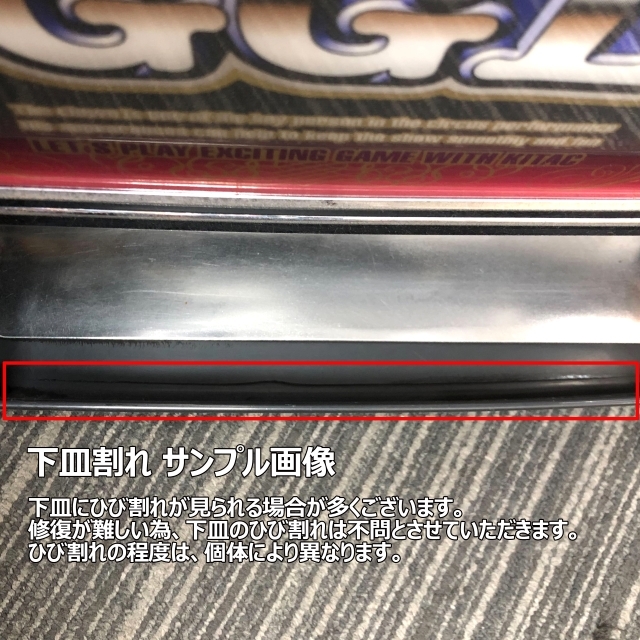 GGI
LET'S PLAY EXCITING GAME WITH KITAC
下皿割れ サンプル画像
下皿にひび割れが見られる場合が多くございます。
修復が難しい為、下皿のひび割れは不問とさせていただきます。
ひび割れの程度は、個体により異なります。